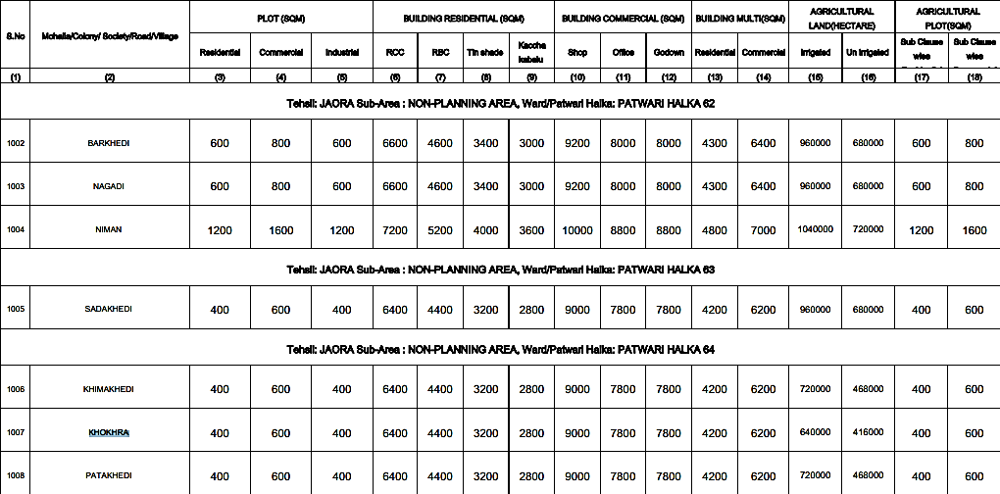 S.No Mohalla/Colony/ Society/Road/Village PLOT (SQM) BUILDING RESIDENTIAL (SQM) BUILDING COMMERCIAL (SQM) BUILDING MULTI(SQM) AGRICULTURAL LAND(HECTARE) AGRICULTURAL PLOT(SQM)
Residential Commercial Industrial RCC RBC Tin shade Kaccha kabelu Shop Office Godown Residential Commercial Irrigated Un Irrigated Sub Clause wise Sub Clause wise
(1) (2) (3) (4) (5) (6) (7) (8) (9) (10) (11) (12) (13) (14) (15) (16) (17) (18)
Tehsil: JAORA Sub-Area : NON-PLANNING AREA, Ward/Patwari Halka: PATWARI HALKA 62
1002 BARKHEDI 600 800 600 6600 4600 3400 3000 9200 8000 8000 4300 6400 960000 680000 600 800
1003 NAGADI 600 800 600 6600 4600 3400 3000 9200 8000 8000 4300 6400 960000 680000 600 800
1004 NIMAN 1200 1600 1200 7200 5200 4000 3600 10000 8800 8800 4800 7000 1040000 720000 1200 1600
Tehsil: JAORA Sub-Area : NON-PLANNING AREA, Ward/Patwari Halka: PATWARI HALKA 63
1005 SADAKHEDI 400 600 400 6400 4400 3200 2800 9000 7800 7800 4200 6200 960000 680000 400 600
Tehsil: JAORA Sub-Area : NON-PLANNING AREA, Ward/Patwari Halka: PATWARI HALKA 64
1006 KHIMAKHEDI 400 600 400 6400 4400 3200 2800 9000 7800 7800 4200 6200 720000 468000 400 600
1007 KHOKHRA 400 600 400 6400 4400 3200 2800 9000 7800 7800 4200 6200 640000 416000 400 600
1008 PATAKHEDI 400 600 400 6400 4400 3200 2800 9000 7800 7800 4200 6200 720000 468000 400 600